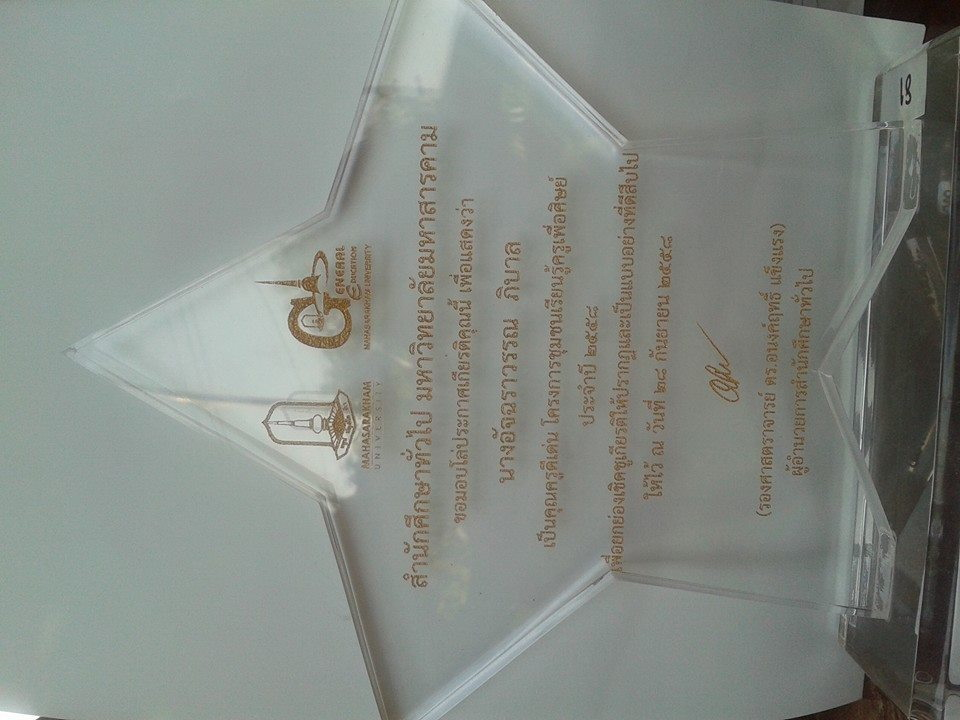 MAHASARAKHAM
UNIVERSITY
GENERAL
EDUCATION
MAHASARAKHAM UNIVERSITY
สำนักศึกษาทั่วไป มหาวิทยาลัยมหาสารคาม
ขอมอบโล่ประกาศเกียรติคุณนี้ เพื่อแสดงว่า
นางอัจฉราวรรณ ภิบาล
เป็นคุณครูดีเด่น โครงการชุมชนเรียนรู้ครูเพื่อศิษย์
ประจำปี ๒๕๕๘
เพื่อยกย่องเชิดชูเกียรติให้ปรากฏและเป็นแบบอย่างที่ดีสืบไป
ให้ไว้ ณ วันที่ ๒๘ กันยายน ๒๕๕๘
(รองศาสตราจารย์ ดร.อนงค์ฤทธิ์ แข็งแรง)
ผู้อำนวยการสำนักศึกษาทั่วไป
18